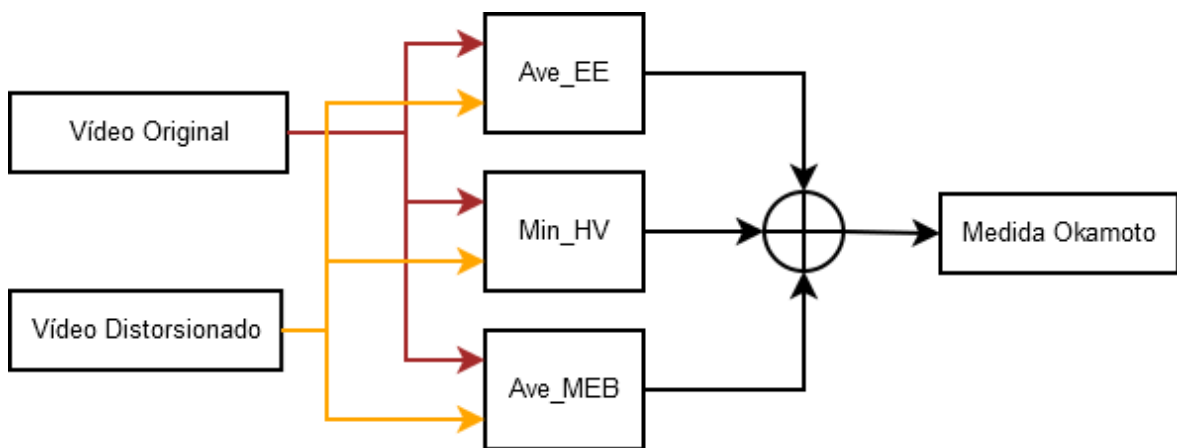 Vídeo Original
Vídeo Distorsionado
Ave_EE
Min_HV
Ave_MEB
Medida Okamoto